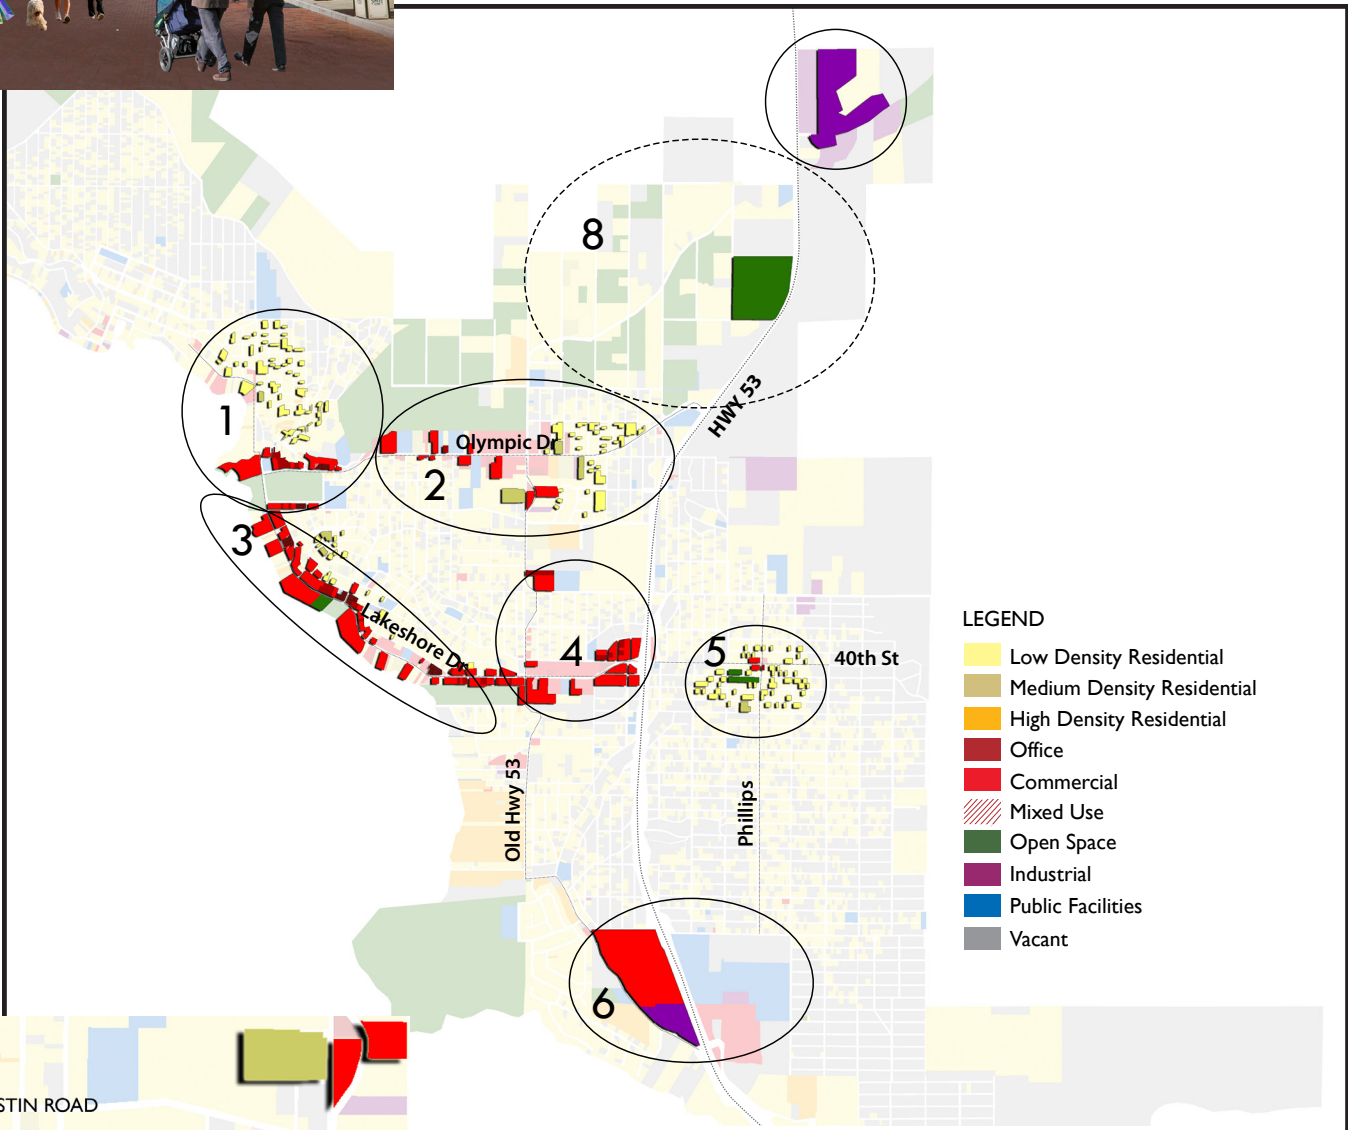 8
HWY 53
1
Olympic Dr
2
3
Lakeshore Dr
4
5
40th St
Old Hwy 53
Phillips
6
LEGEND
Low Density Residential
Medium Density Residential
High Density Residential
Office
Commercial
Mixed Use
Open Space
Industrial
Public Facilities
Vacant
STIN ROAD